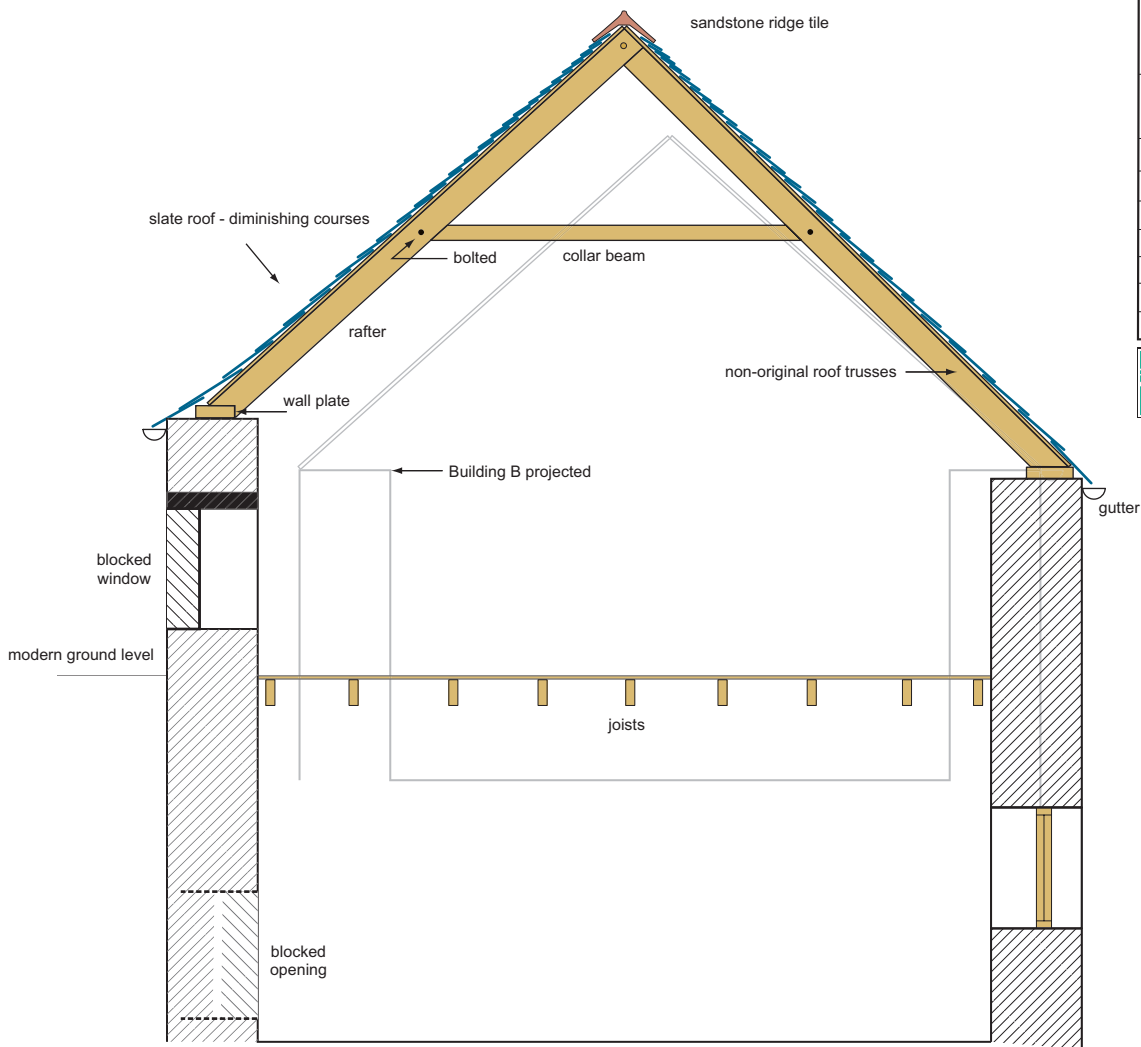 sandstone ridge tile
slate roof - diminishing courses
bolted
collar beam
rafter
non-original roof trusses
wall plate
Building B projected
gutter
blocked
window
modern ground level
joists
blocked
opening